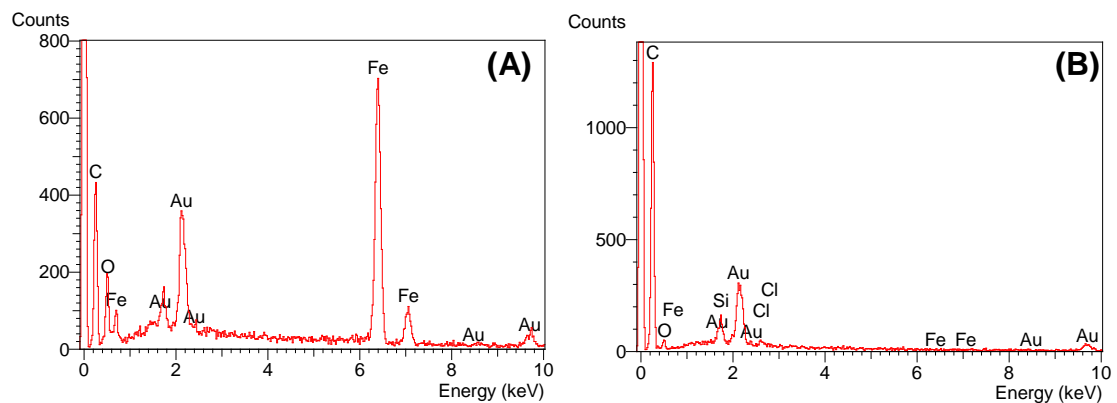 Counts
800
600
400
200
0
0 2 4 6 8 10
Energy (keV)
(A)
C
O
Fe
Au
Au
Au
Fe
Fe
Au
Au
Counts
1000
500
0
0 2 4 6 8 10
Energy (keV)
(B)
C
Fe
O
Si
Au
Au
Au
Cl
Cl
Fe Fe
Au
Au